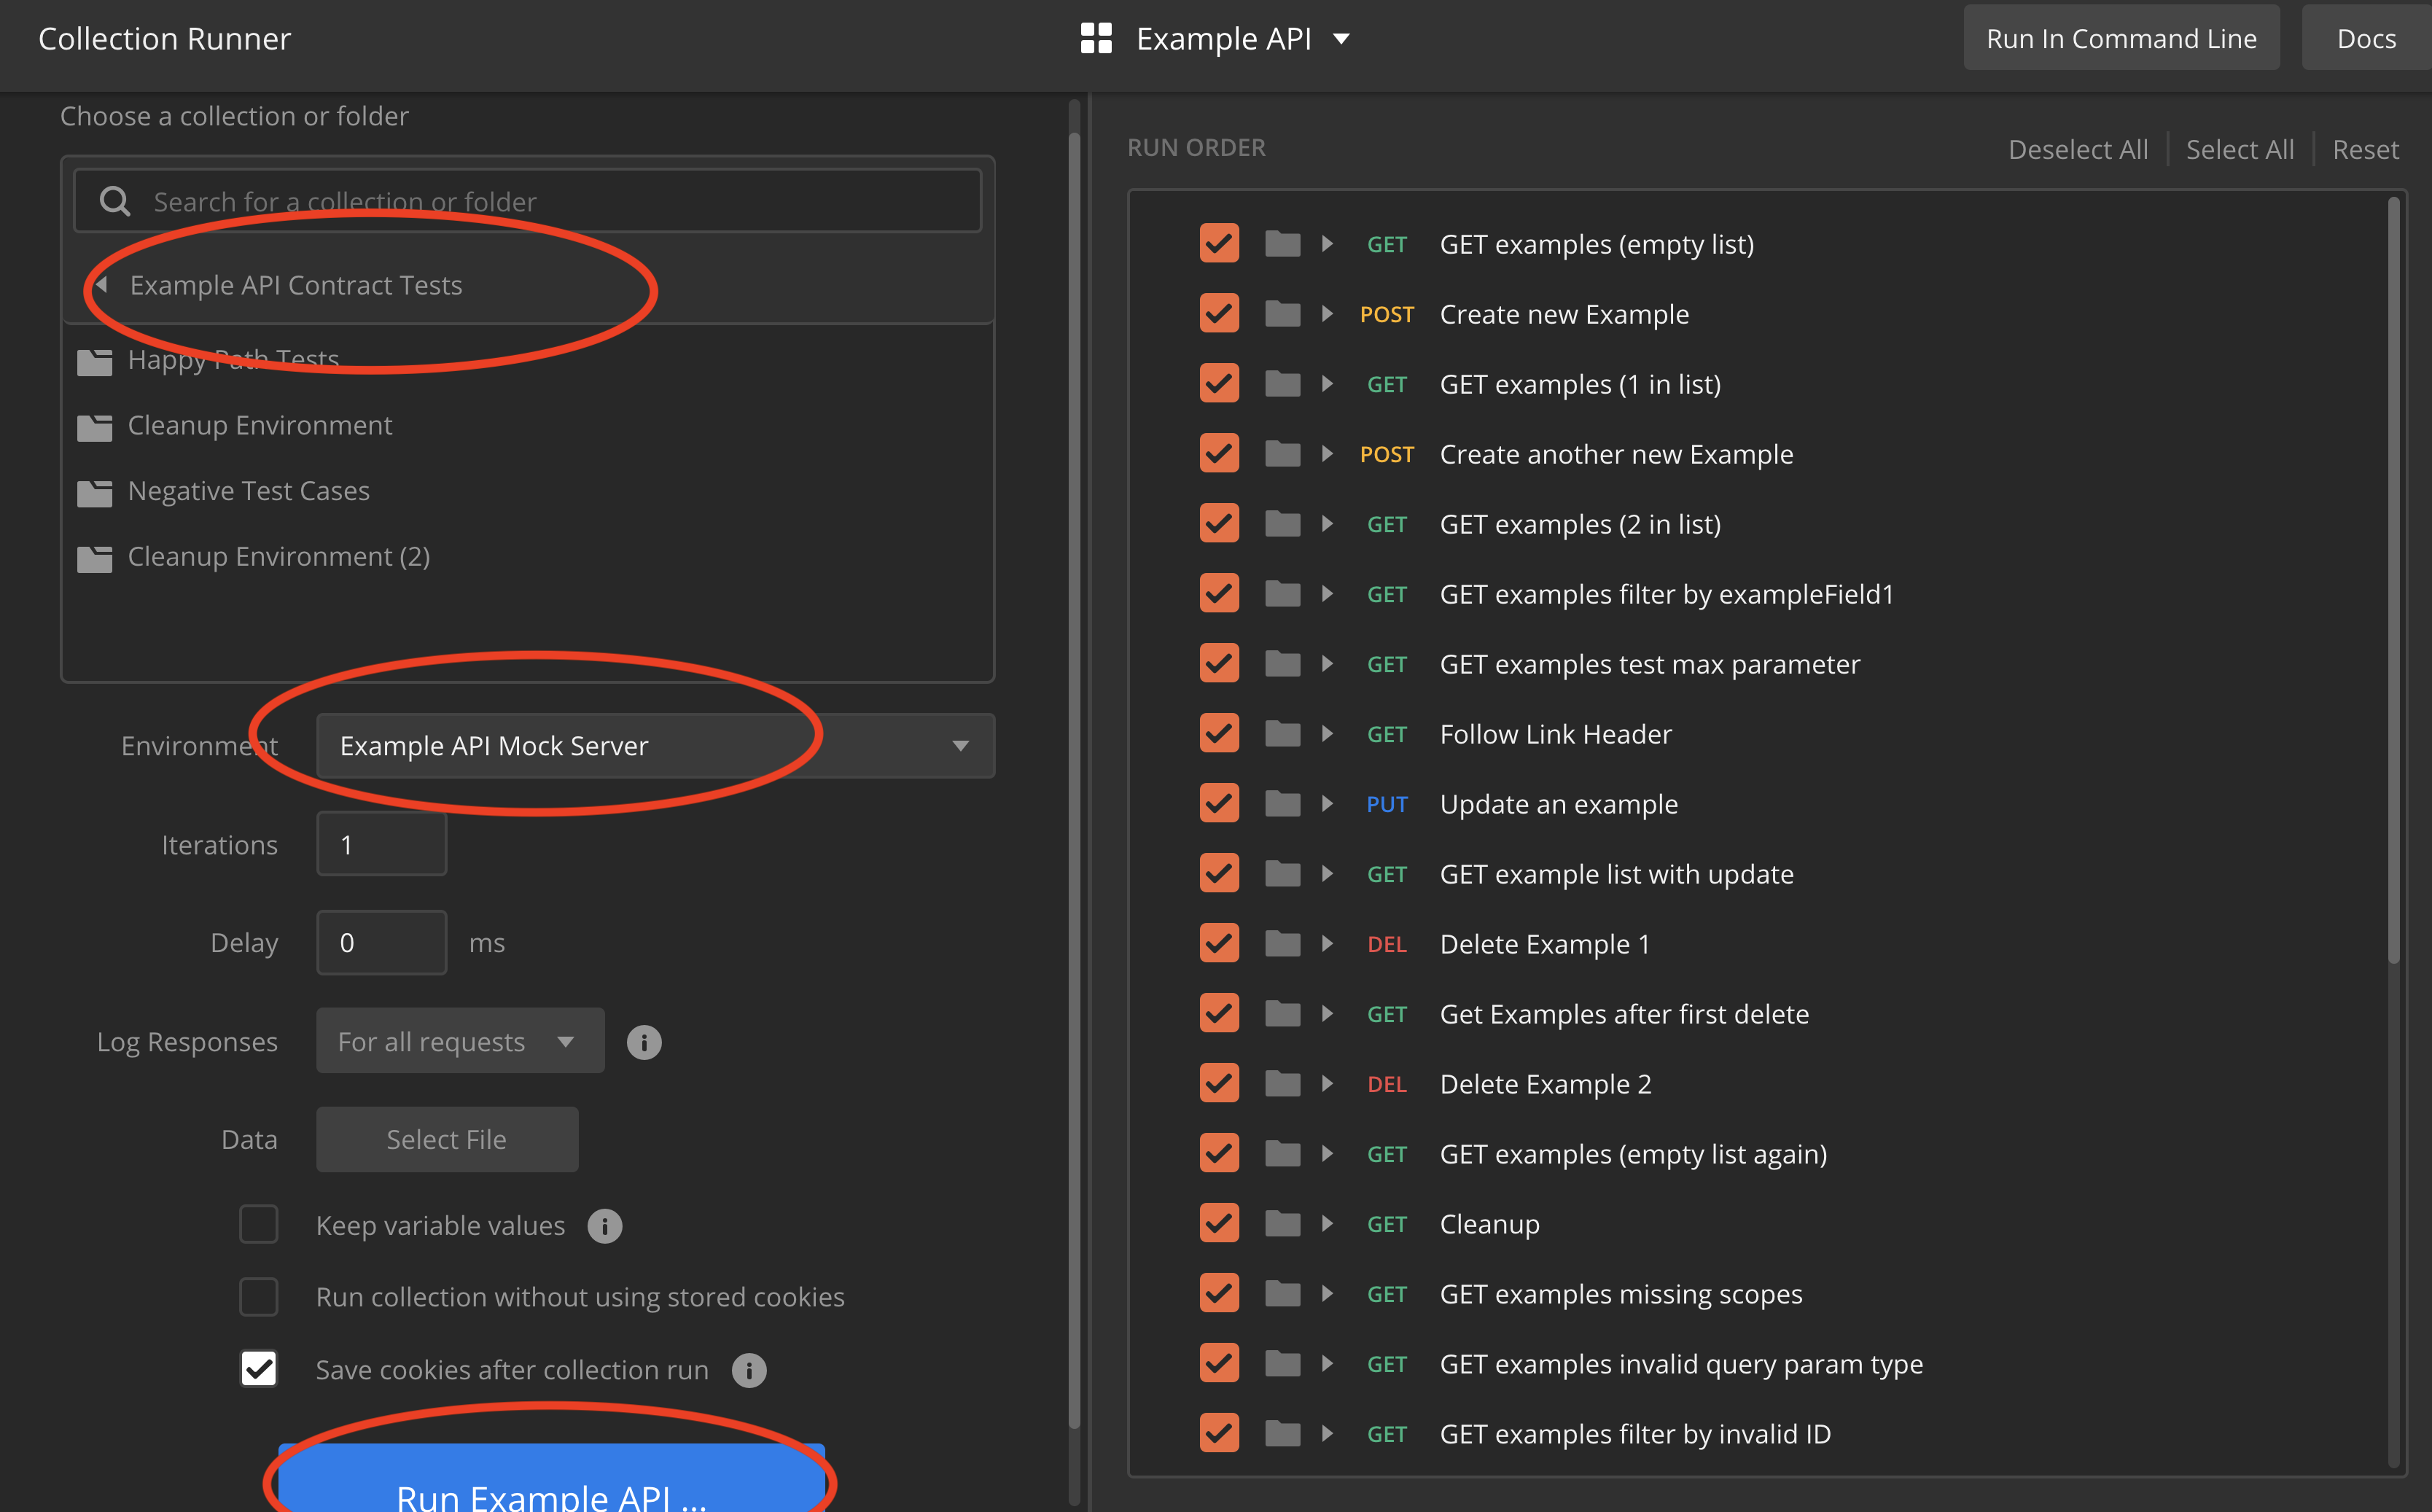 Collection Runner
Example API
Run In Command Line
Docs
Choose a collection or folder
Search for a collection or folder
Example API Contract Tests
Happy Path Tests
Cleanup Environment
Negative Test Cases
Cleanup Environment (2)
Environment
Example API Mock Server
Iterations
1
Delay
0
ms
Log Responses
For all requests
Data
Select File
Keep variable values
Run collection without using stored cookies
Save cookies after collection run
Run Example API ...
RUN ORDER
Deselect All
Select All
Reset
GET GET examples (empty list)
POST Create new Example
GET GET examples (1 in list)
POST Create another new Example
GET GET examples (2 in list)
GET GET examples filter by exampleField1
GET GET examples test max parameter
GET Follow Link Header
PUT Update an example
GET GET example list with update
DEL Delete Example 1
GET Get Examples after first delete
DEL Delete Example 2
GET GET examples (empty list again)
GET Cleanup
GET GET examples missing scopes
GET GET examples invalid query param type
GET GET examples filter by invalid ID